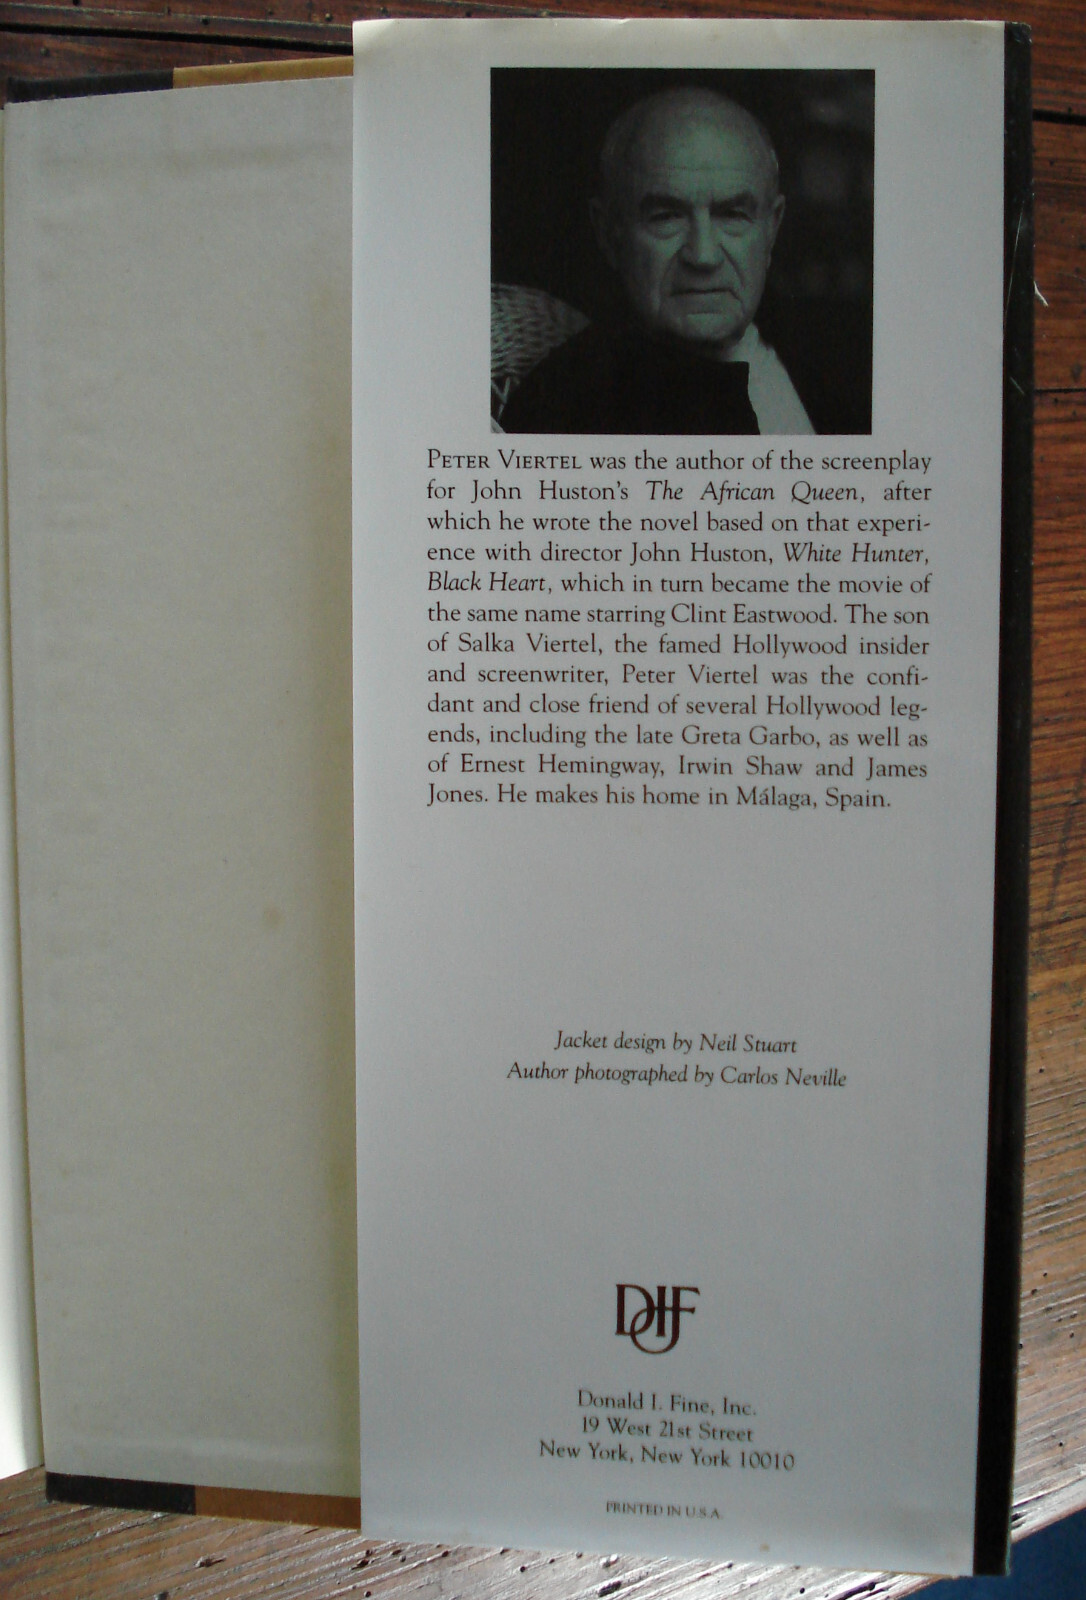 PETER VIERTEL was the author of the screenplay
for John Huston's The African Queen, after
which he wrote the novel based on that experi-
ence with director John Huston, White Hunter,
Black Heart, which in turn became the movie of
the same name starring Clint Eastwood. The son
of Salka Viertel, the famed Hollywood insider
and screenwriter, Peter Viertel was the confi-
dant and close friend of several Hollywood leg-
ends, including the late Greta Garbo, as well as
of Ernest Hemingway, Irwin Shaw and James
Jones. He makes his home in Málaga, Spain.
Jacket design by Neil Stuart
Author photographed by Carlos Neville
DIF
Donald I. Fine, Inc.
19 West 21st Street
New York, New York 10010
PRINTED IN U.S.A.